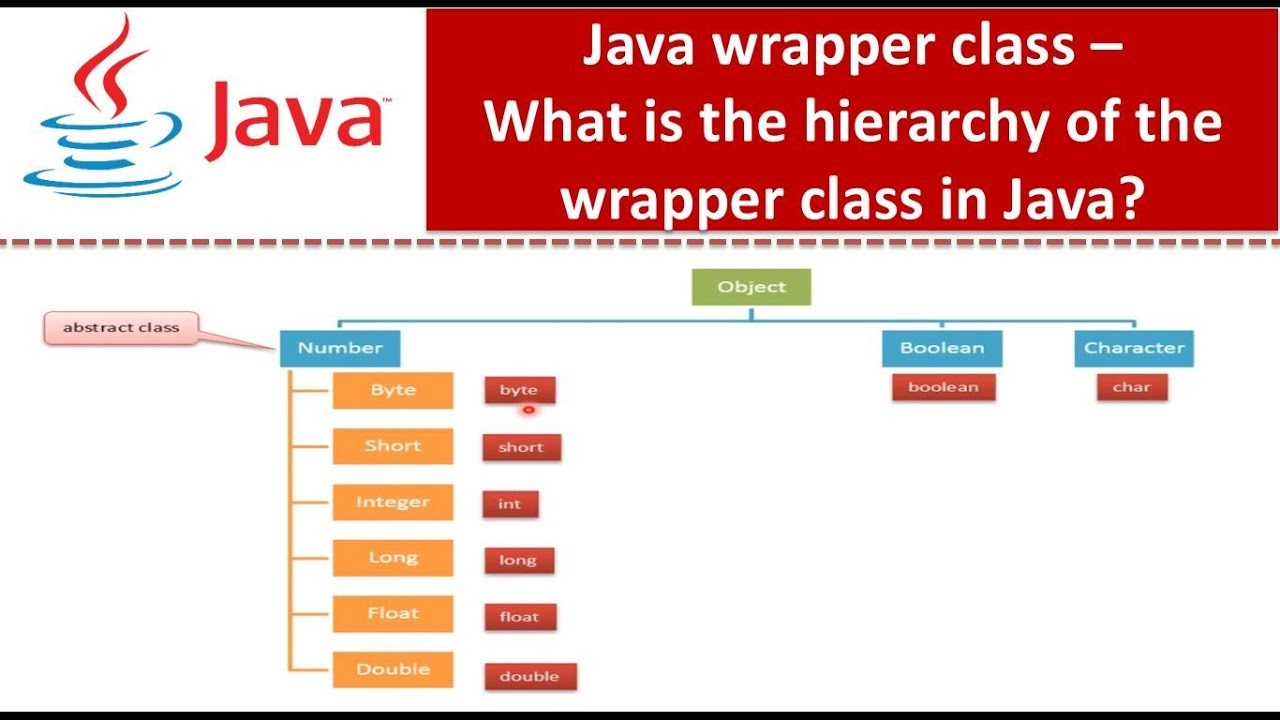 Java™
Java wrapper class –
What is the hierarchy of the
wrapper class in Java?
Object
abstract class
Number
Boolean
Character
Byte
byte
boolean
char
Short
short
Integer
int
Long
long
Float
float
Double
double